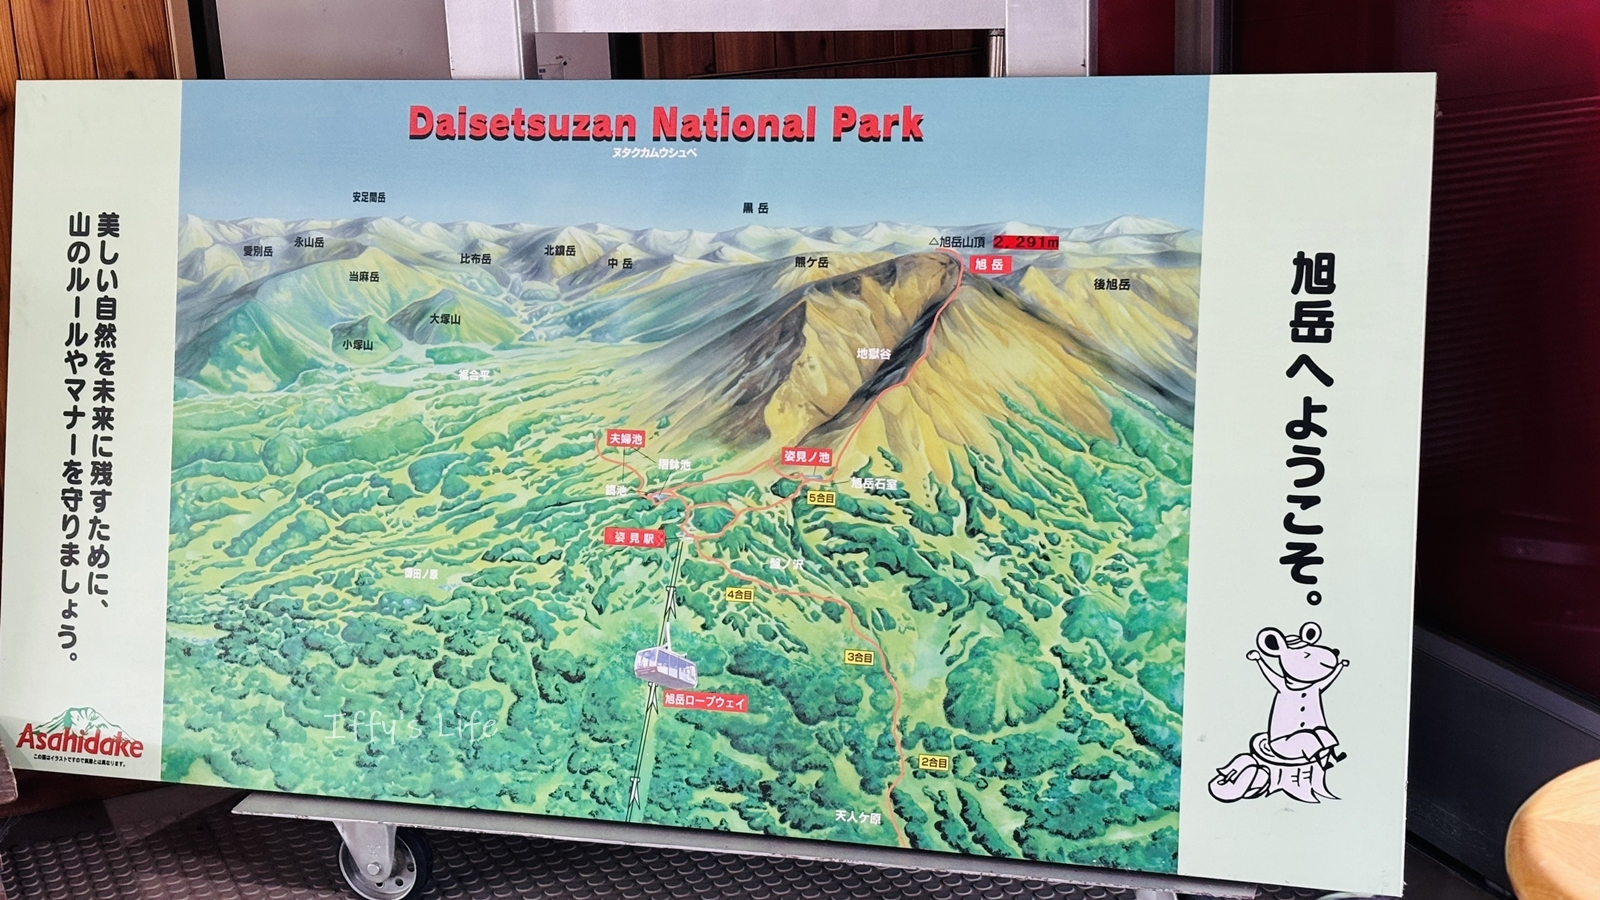 Daisetsuzan National Park
ヌタクカムウシュペ
美しい自然を未来に残すために、
山のルールやマナーを守りましょう。
安足間岳
黒岳
愛別岳
永山岳
当麻岳
比布岳
北鎮岳
中岳
熊ケ岳
△旭岳山頂 2,291m
旭岳
後旭岳
大塚山
小塚山
裾合平
地獄谷
夫婦池
摺鉢池
鏡池
姿見ノ池
旭岳石室
5合目
姿見駅
盤ノ沢
4合目
3合目
旭岳ロープウェイ
2合目
天人ケ原
旭岳へようこそ。
Asahidake
この図はイラストですので実際とは異なります。
Iffy's Life